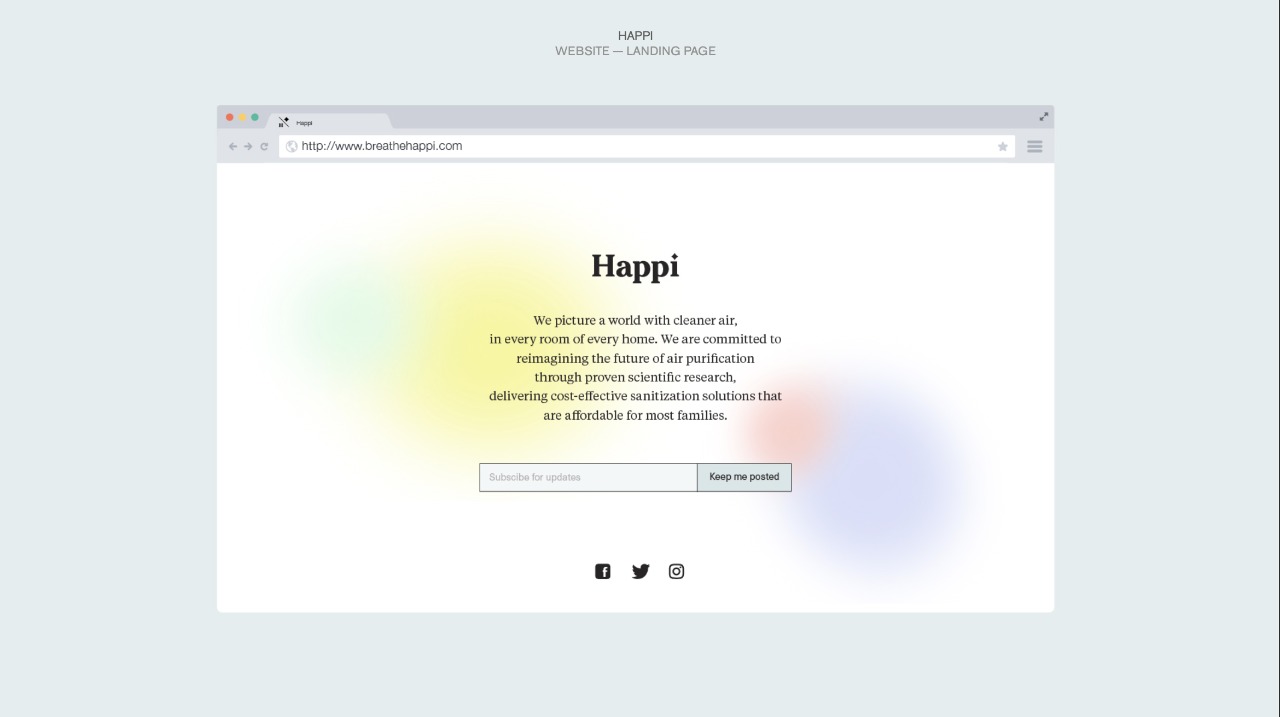 HAPPI
WEBSITE — LANDING PAGE
Happi
http://www.breathehappi.com
Happi
We picture a world with cleaner air,
in every room of every home. We are committed to
reimagining the future of air purification
through proven scientific research,
delivering cost-effective sanitization solutions that
are affordable for most families.
Subscibe for updates
Keep me posted